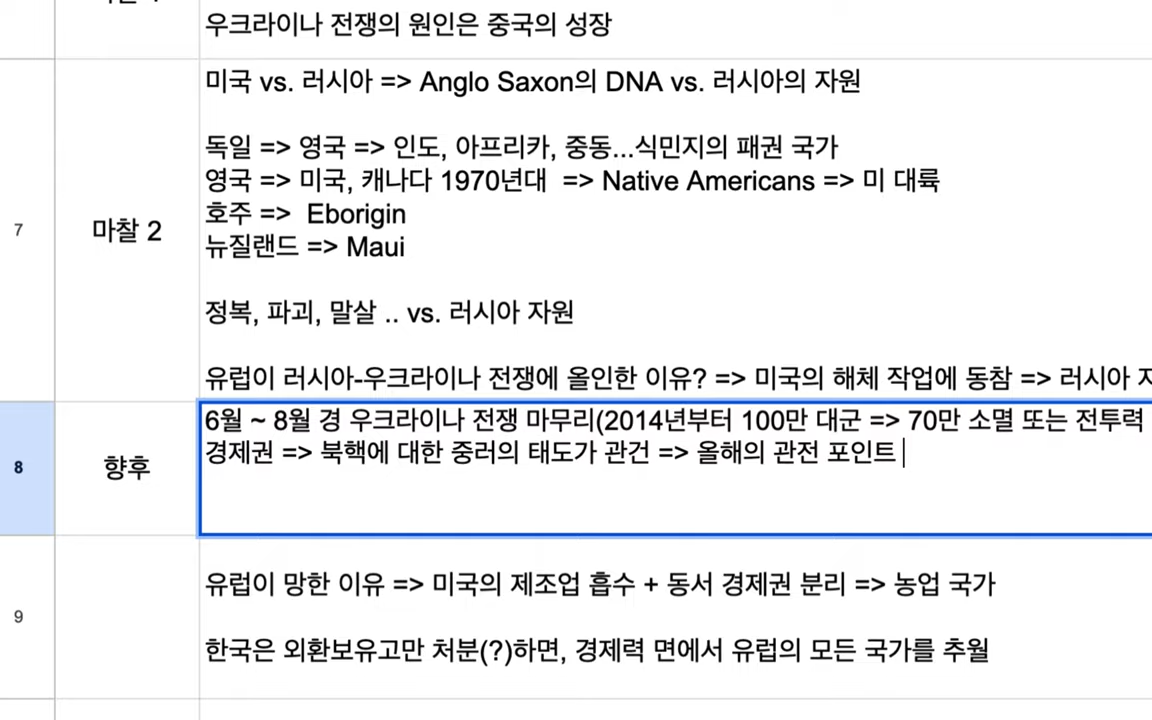 우크라이나 전쟁의 원인은 중국의 성장
미국 vs. 러시아 => Anglo Saxon의 DNA vs. 러시아의 자원
독일 => 영국 => 인도, 아프리카, 중동...식민지의 패권 국가
영국 => 미국, 캐나다 1970년대  => Native Americans => 미 대륙
호주 =>  Eborigin
뉴질랜드 => Maui
7
마찰 2
정복, 파괴, 말살 .. vs. 러시아 자원
유럽이 러시아-우크라이나 전쟁에 올인한 이유? => 미국의 해체 작업에 동참 => 러시아
6월 ~ 8월 경 우크라이나 전쟁 마무리(2014년부터 100만 대군 => 70만 소멸 또는 전투력
경제권 => 북핵에 대한 중러의 태도가 관건 => 올해의 관전 포인트
8
향후
유럽이 망한 이유 => 미국의 제조업 흡수 + 동서 경제권 분리 => 농업 국가
9
한국은 외환보유고만 처분(?)하면, 경제력 면에서 유럽의 모든 국가를 추월